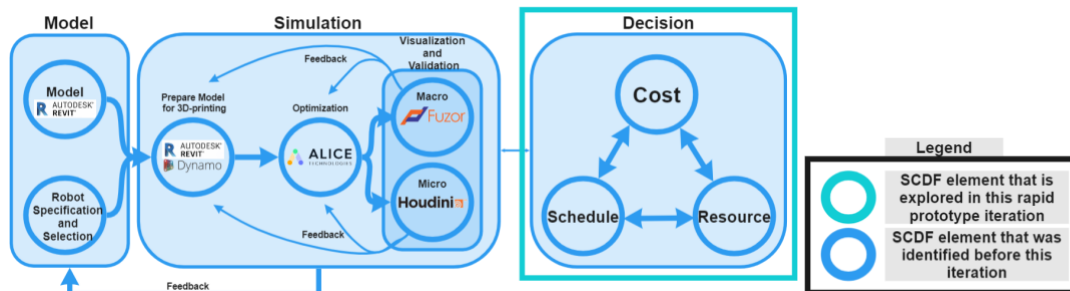 Model
Simulation
Decision
Model
AUTODESK®
R REVIT®
Robot
Specification
and
Selection
Feedback
Prepare Model
for 3D-printing
AUTODESK®
R REVIT®
Dynamo
Optimization
ALICE
TECHNOLOGIES
Feedback
Feedback
Visualization
and
Validation
Macro
Fuzor
Micro
Houdini
Cost
Schedule
Resource
Legend
SCDF element that is
explored in this rapid
prototype iteration
SCDF element that was
identified before this
iteration